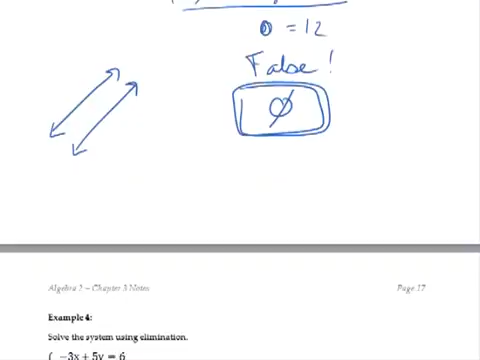 0 = 12
False!
∅
Algebra 2 – Chapter 3 Notes
Page 17
Example 4:
Solve the system using elimination.
−3x + 5y = 6